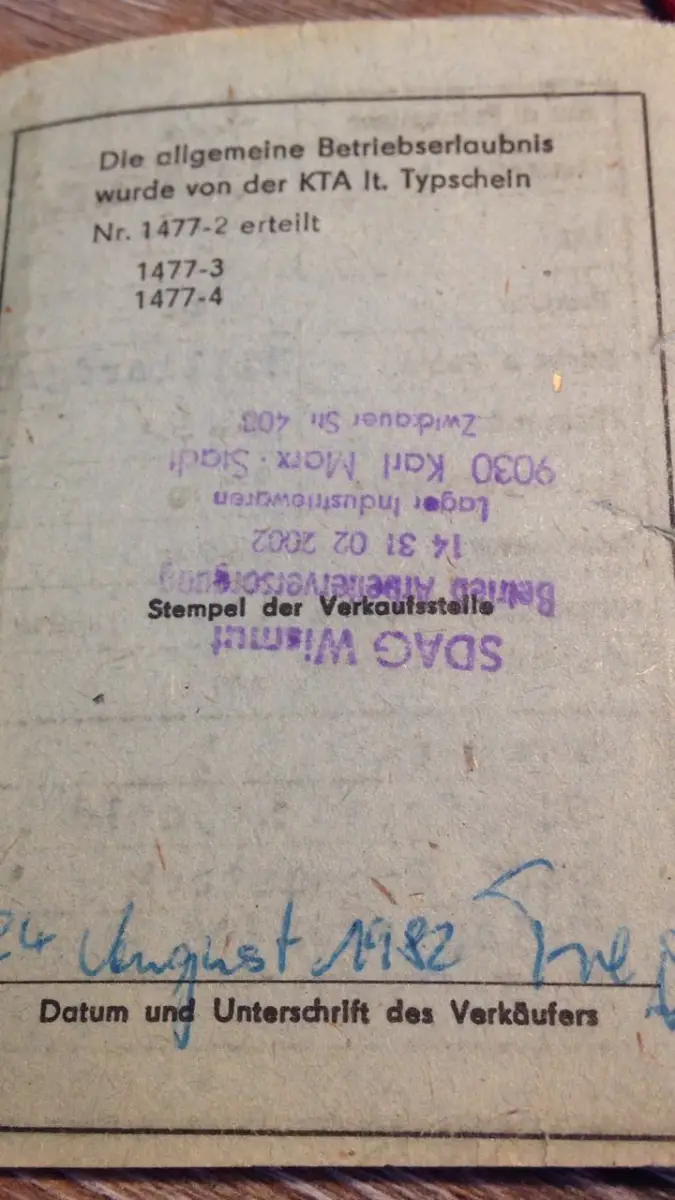 Die allgemeine Betriebserlaubnis
wurde von der KTA lt. Typschein
Nr. 1477-2 erteilt
1477-3
1477-4
SDAG Wismut
Betrieb Arbeiterversorgung
14 31 02 2002
Lager Industriewaren
9030 Karl Marx-Stadt
Zwickauer Str. 408
Stempel der Verkaufsstelle
24 August 1982
Datum und Unterschrift des Verkäufers